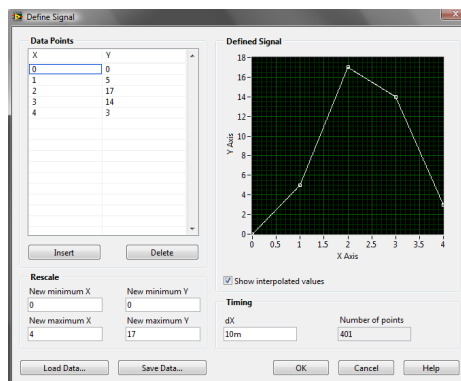 Define Signal
Data Points
X Y
0 0
1 5
2 17
3 14
4 3
Insert Delete
Rescale
New minimum X New minimum Y
0 0
New maximum X New maximum Y
4 17
Defined Signal
Y Axis
18
16
14
12
10
8
6
4
2
0
0 0.5 1 1.5 2 2.5 3 3.5 4
X Axis
Show interpolated values
Timing
dX Number of points
10m 401
Load Data... Save Data... OK Cancel Help